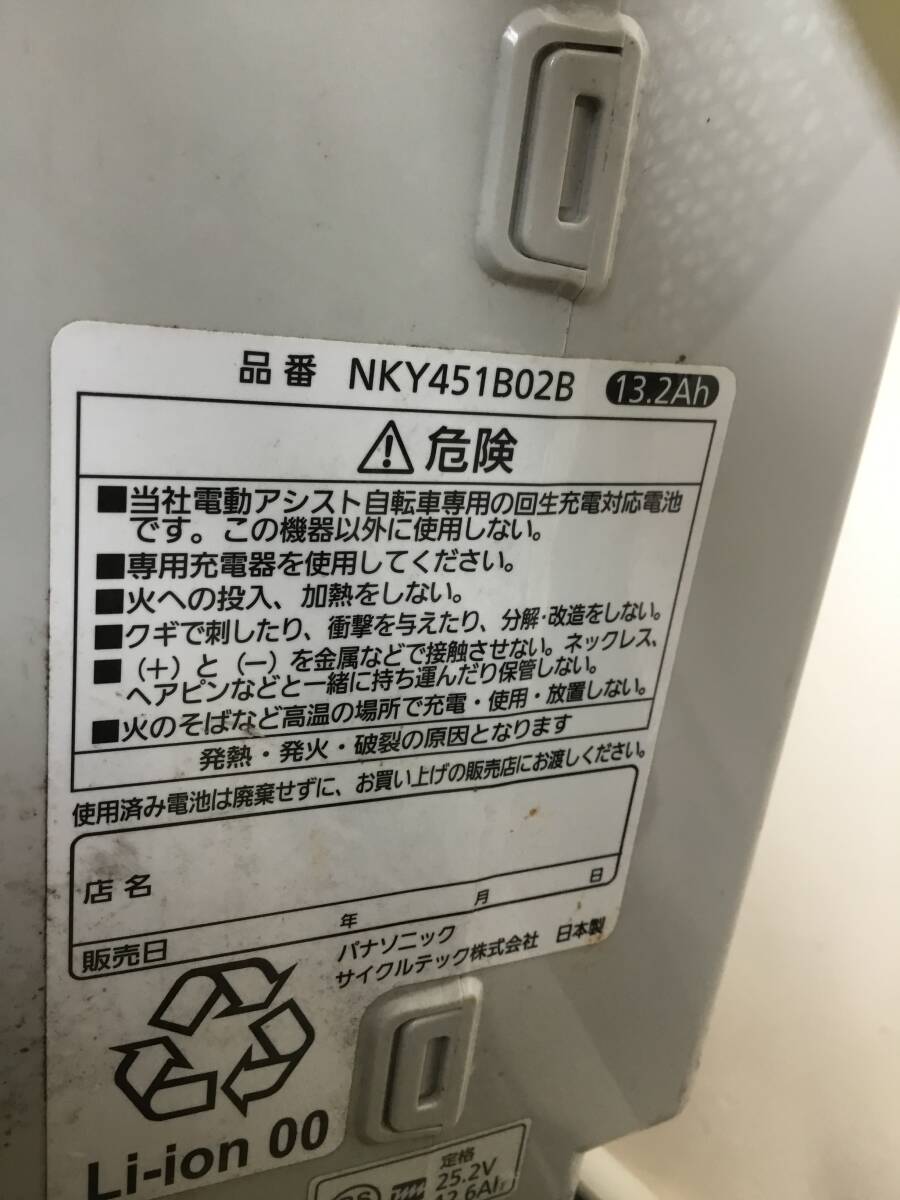 品番 NKY451B02B 13.2Ah
危険
■当社電動アシスト自転車専用の回生充電対応電池
です。この機器以外に使用しない。
■専用充電器を使用してください。
■火への投入、加熱をしない。
■クギで刺したり、衝撃を与えたり、分解・改造をしない。
■(+)と(−)を金属などで接触させない。ネックレス、
ヘアピンなどと一緒に持ち運んだり保管しない。
■火のそばなど高温の場所で充電・使用・放置しない。
発熱・発火・破裂の原因となります
使用済み電池は廃棄せずに、お買い上げの販売店にお渡しください。
店名
販売日 年 月 日
パナソニック
サイクルテック株式会社 日本製
Li-ion 00
定格
25.2V